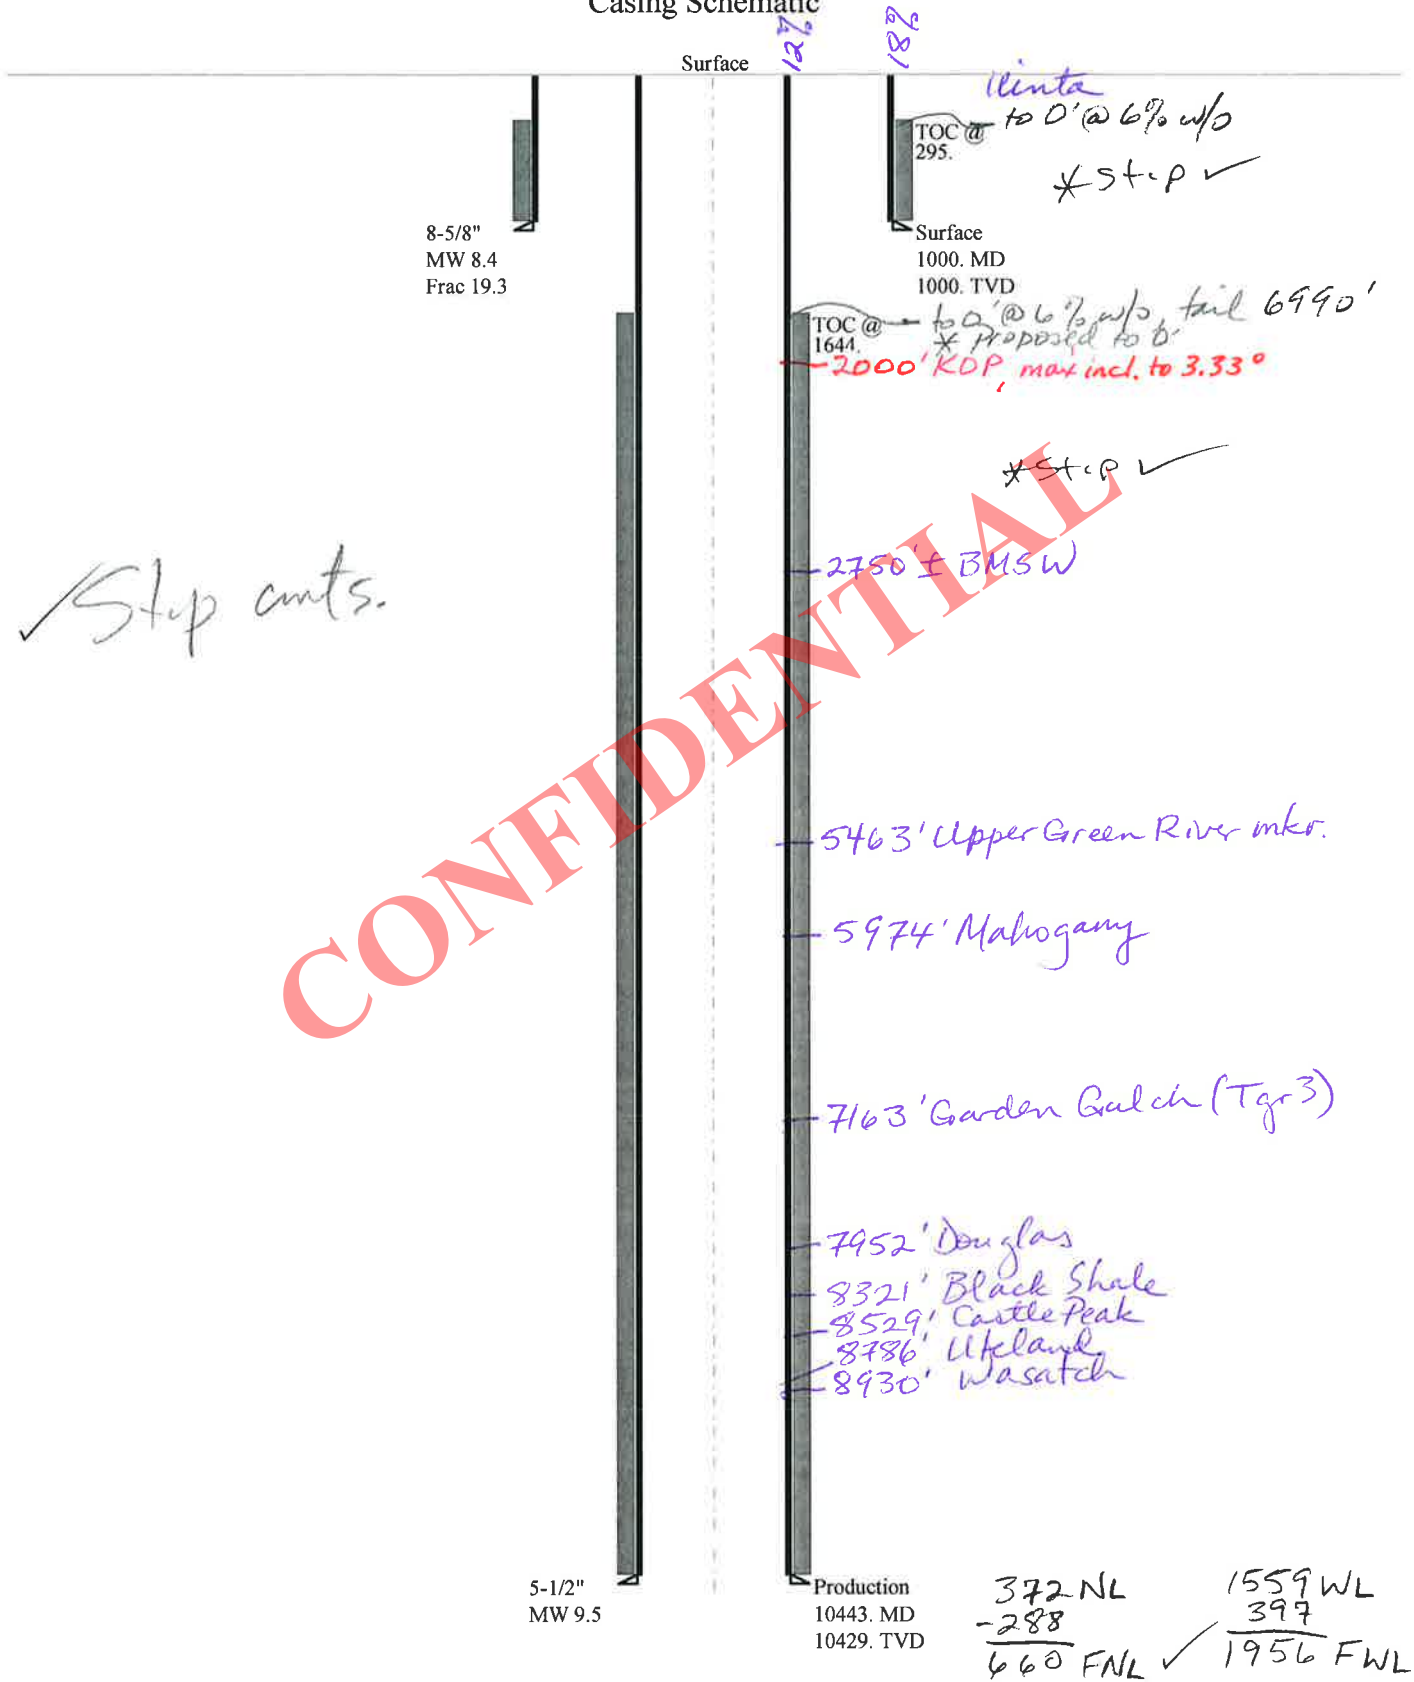 Casing Schematic
12%
18%
Surface
Uinta
TOC @
295.
to 0' @ 6% w/o
*Stip ✓
8-5/8"
MW 8.4
Frac 19.3
Surface
1000. MD
1000. TVD
TOC @
1644.
to 0' @ 6% w/o, tail 6990'
* Proposed to 0'
2000' KOP, max incl. to 3.33°
*Stip ✓
2750' ± BMSW
✓ Stip cmts.
CONFIDENTIAL
5463' Upper Green River mkr.
5974' Mahogany
7163' Garden Gulch (Tgr3)
7952' Douglas
8321' Black Shale
8529' Castle Peak
8786' Uteland
8930' Wasatch
5-1/2"
MW 9.5
Production
10443. MD
10429. TVD
372 NL
-288
660 FNL ✓
1559 WL
397
1956 FWL